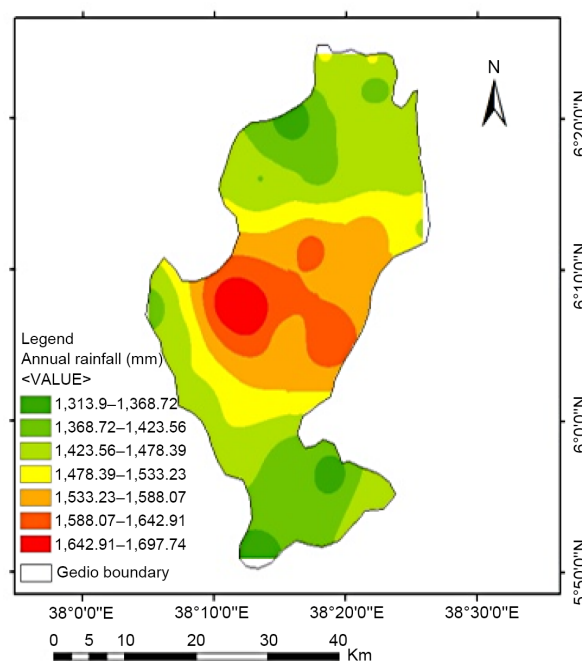 N
6°20'0"N
6°10'0"N
6°0'0"N
5°50'0"N
Legend
Annual rainfall (mm)
<VALUE>
1,313.9–1,368.72
1,368.72–1,423.56
1,423.56–1,478.39
1,478.39–1,533.23
1,533.23–1,588.07
1,588.07–1,642.91
1,642.91–1,697.74
Gedio boundary
38°0'0"E 38°10'0"E 38°20'0"E 38°30'0"E
0 5 10 20 30 40 Km